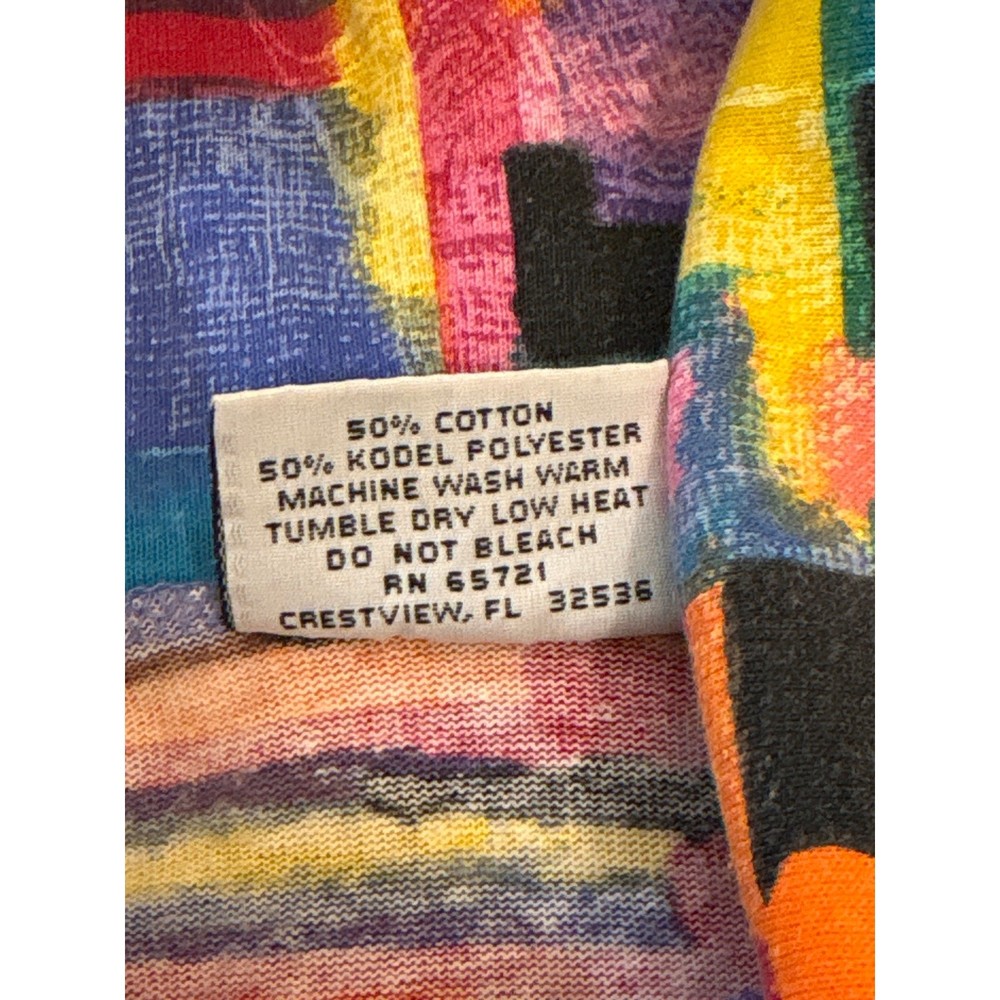 50% COTTON
50% KODEL POLYESTER
MACHINE WASH WARM
TUMBLE DRY LOW HEAT
DO NOT BLEACH
RN 65721
CRESTVIEW, FL 32536